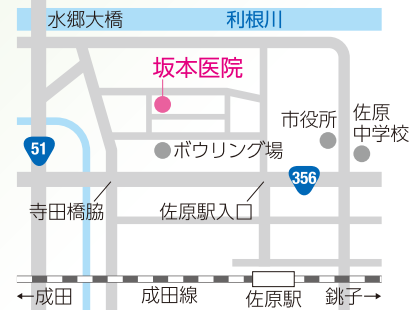 水郷大橋
利根川
坂本医院
市役所
佐原
中学校
51
ボウリング場
356
寺田橋脇
佐原駅入口
←成田
成田線
佐原駅
銚子→